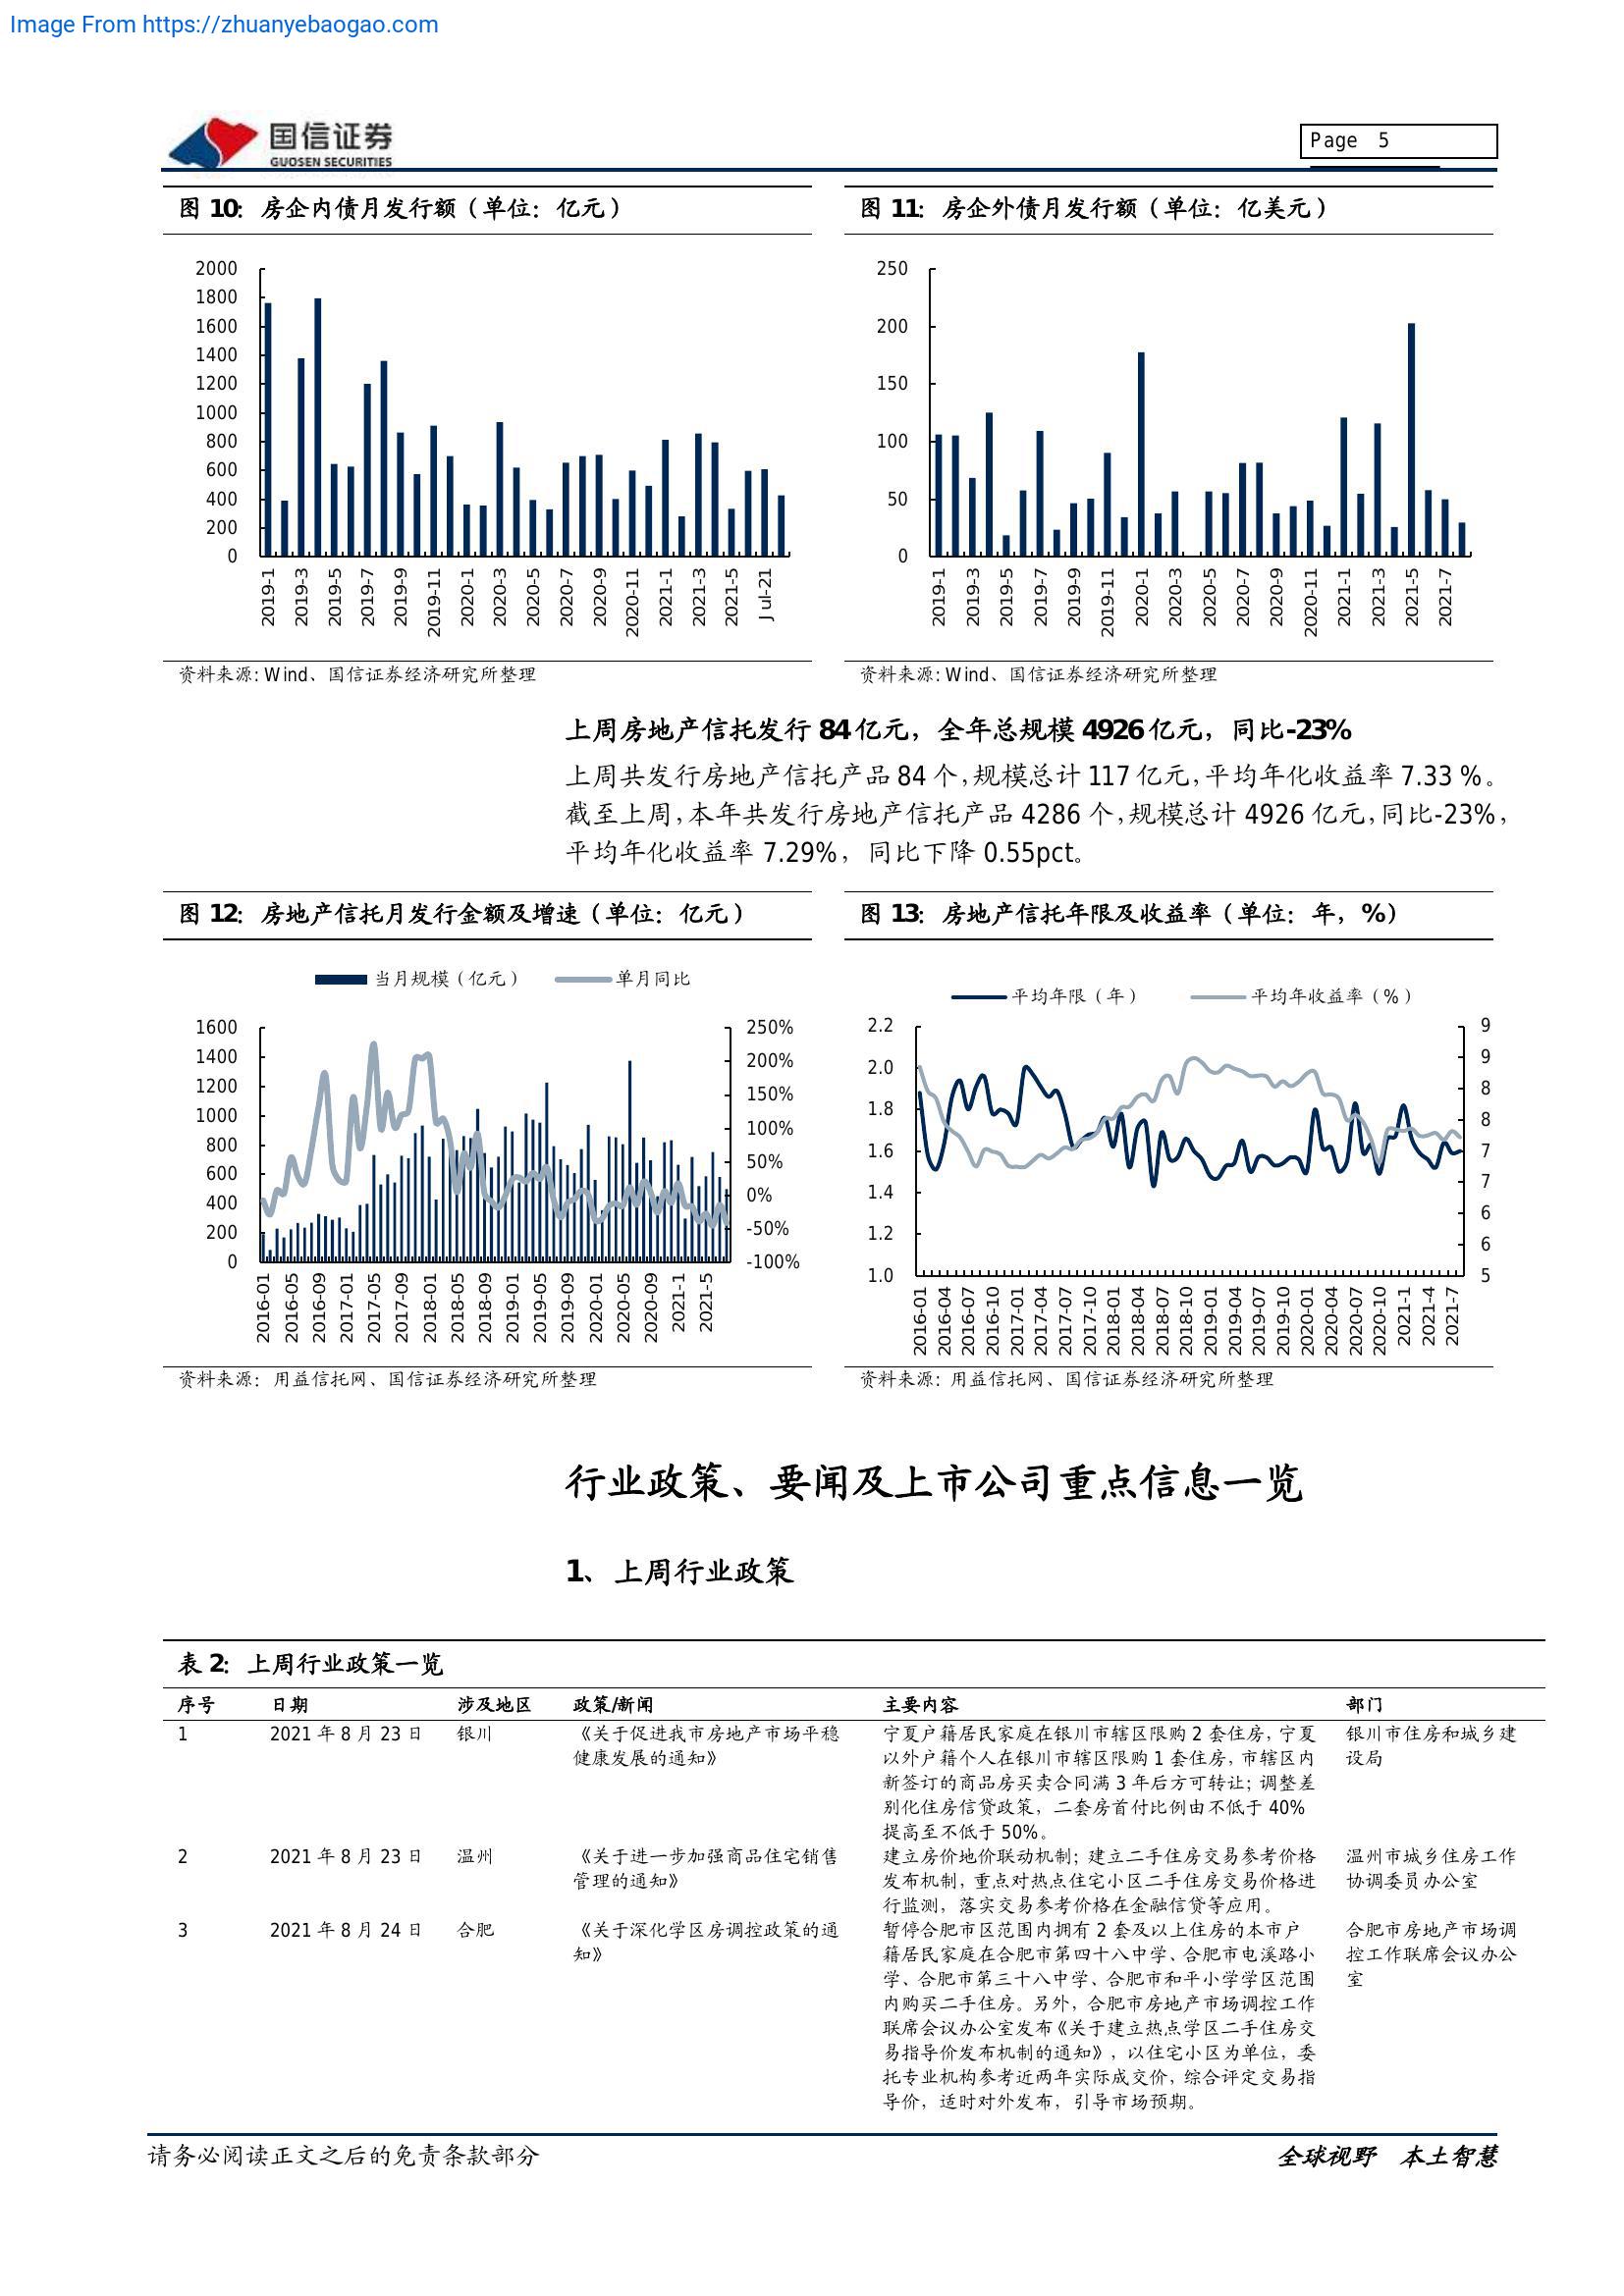 Image From https://zhuanyebaogao.com
国信证券
GUOSEN SECURITIES
Page 5
图 10：房企内债月发行额（单位：亿元）
2000
1800
1600
1400
1200
1000
800
600
400
200
0
2019-1
2019-3
2019-5
2019-7
2019-9
2019-11
2020-1
2020-3
2020-5
2020-7
2020-9
2020-11
2021-1
2021-3
2021-5
Jul-21
资料来源: Wind、国信证券经济研究所整理
图 11：房企外债月发行额（单位：亿美元）
250
200
150
100
50
0
2019-1
2019-3
2019-5
2019-7
2019-9
2019-11
2020-1
2020-3
2020-5
2020-7
2020-9
2020-11
2021-1
2021-3
2021-5
2021-7
资料来源: Wind、国信证券经济研究所整理
上周房地产信托发行 84 亿元，全年总规模 4926 亿元，同比-23%
上周共发行房地产信托产品 84 个，规模总计 117 亿元，平均年化收益率 7.33 %。
截至上周，本年共发行房地产信托产品 4286 个，规模总计 4926 亿元，同比-23%，
平均年化收益率 7.29%，同比下降 0.55pct。
图 12：房地产信托月发行金额及增速（单位：亿元）
当月规模（亿元） 单月同比
1600
1400
1200
1000
800
600
400
200
0
250%
200%
150%
100%
50%
0%
-50%
-100%
2016-01
2016-05
2016-09
2017-01
2017-05
2017-09
2018-01
2018-05
2018-09
2019-01
2019-05
2019-09
2020-01
2020-05
2020-09
2021-1
2021-5
资料来源：用益信托网、国信证券经济研究所整理
图 13：房地产信托年限及收益率（单位：年，%）
平均年限（年） 平均年收益率（%）
2.2
2.0
1.8
1.6
1.4
1.2
1.0
9
9
8
8
7
7
6
6
5
2016-01
2016-04
2016-07
2016-10
2017-01
2017-04
2017-07
2017-10
2018-01
2018-04
2018-07
2018-10
2019-01
2019-04
2019-07
2019-10
2020-01
2020-04
2020-07
2020-10
2021-1
2021-4
2021-7
资料来源: 用益信托网、国信证券经济研究所整理
行业政策、要闻及上市公司重点信息一览
1、上周行业政策
表 2：上周行业政策一览
序号 日期 涉及地区 政策/新闻 主要内容 部门
1 2021 年 8 月 23 日 银川 《关于促进我市房地产市场平稳 宁夏户籍居民家庭在银川市辖区限购 2 套住房，宁夏 银川市住房和城乡建
健康发展的通知》 以外户籍个人在银川市辖区限购 1 套住房，市辖区内 设局
新签订的商品房买卖合同满 3 年后方可转让；调整差
别化住房信贷政策，二套房首付比例由不低于 40%
提高至不低于 50%。
2 2021 年 8 月 23 日 温州 《关于进一步加强商品住宅销售 建立房价地价联动机制；建立二手住房交易参考价格 温州市城乡住房工作
管理的通知》 发布机制，重点对热点住宅小区二手住房交易价格进 协调委员办公室
行监测，落实交易参考价格在金融信贷等应用。
3 2021 年 8 月 24 日 合肥 《关于深化学区房调控政策的通 暂停合肥市区范围内拥有 2 套及以上住房的本市户 合肥市房地产市场调
知》 籍居民家庭在合肥市第四十八中学、合肥市屯溪路小 控工作联席会议办公
学、合肥市第三十八中学、合肥市和平小学学区范围 室
内购买二手住房。另外，合肥市房地产市场调控工作
联席会议办公室发布《关于建立热点学区二手住房交
易指导价发布机制的通知》，以住宅小区为单位，委
托专业机构参考近两年实际成交价，综合评定交易指
导价，适时对外发布，引导市场预期。
请务必阅读正文之后的免责条款部分
全球视野 本土智慧